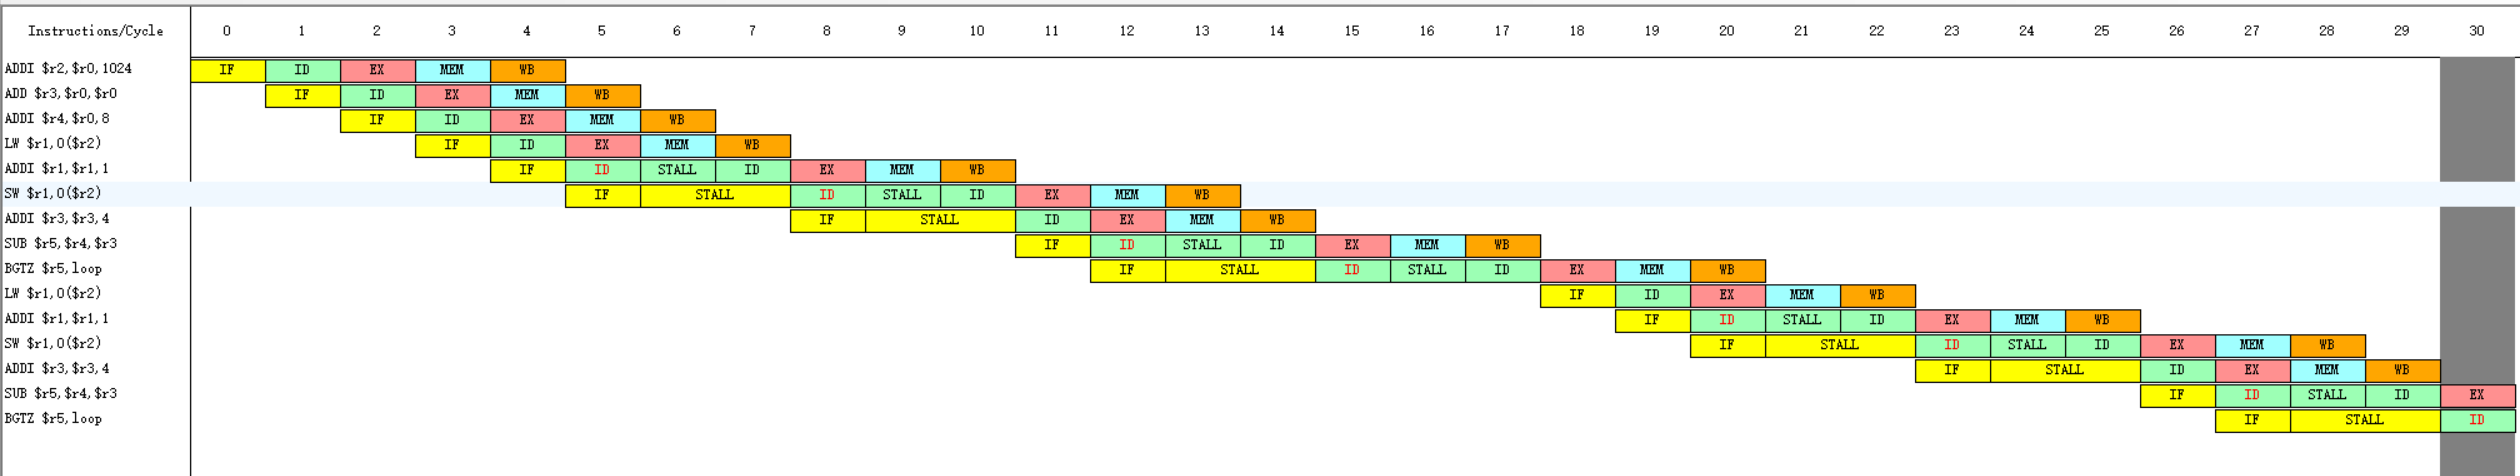 Instructions/Cycle 0 1 2 3 4 5 6 7 8 9 10 11 12 13 14 15 16 17 18 19 20 21 22 23 24 25 26 27 28 29 30
ADDI $r2,$r0,1024 IF ID EX MEM WB
ADD $r3,$r0,$r0 IF ID EX MEM WB
ADDI $r4,$r0,8 IF ID EX MEM WB
LW $r1,0($r2) IF ID EX MEM WB
ADDI $r1,$r1,1 IF ID STALL ID EX MEM WB
SW $r1,0($r2) IF STALL ID STALL ID EX MEM WB
ADDI $r3,$r3,4 IF STALL ID EX MEM WB
SUB $r5,$r4,$r3 IF ID STALL ID EX MEM WB
BGTZ $r5,loop IF STALL ID STALL ID EX MEM WB
LW $r1,0($r2) IF ID EX MEM WB
ADDI $r1,$r1,1 IF ID STALL ID EX MEM WB
SW $r1,0($r2) IF STALL ID STALL ID EX MEM WB
ADDI $r3,$r3,4 IF STALL ID EX MEM WB
SUB $r5,$r4,$r3 IF ID STALL ID EX
BGTZ $r5,loop IF STALL ID